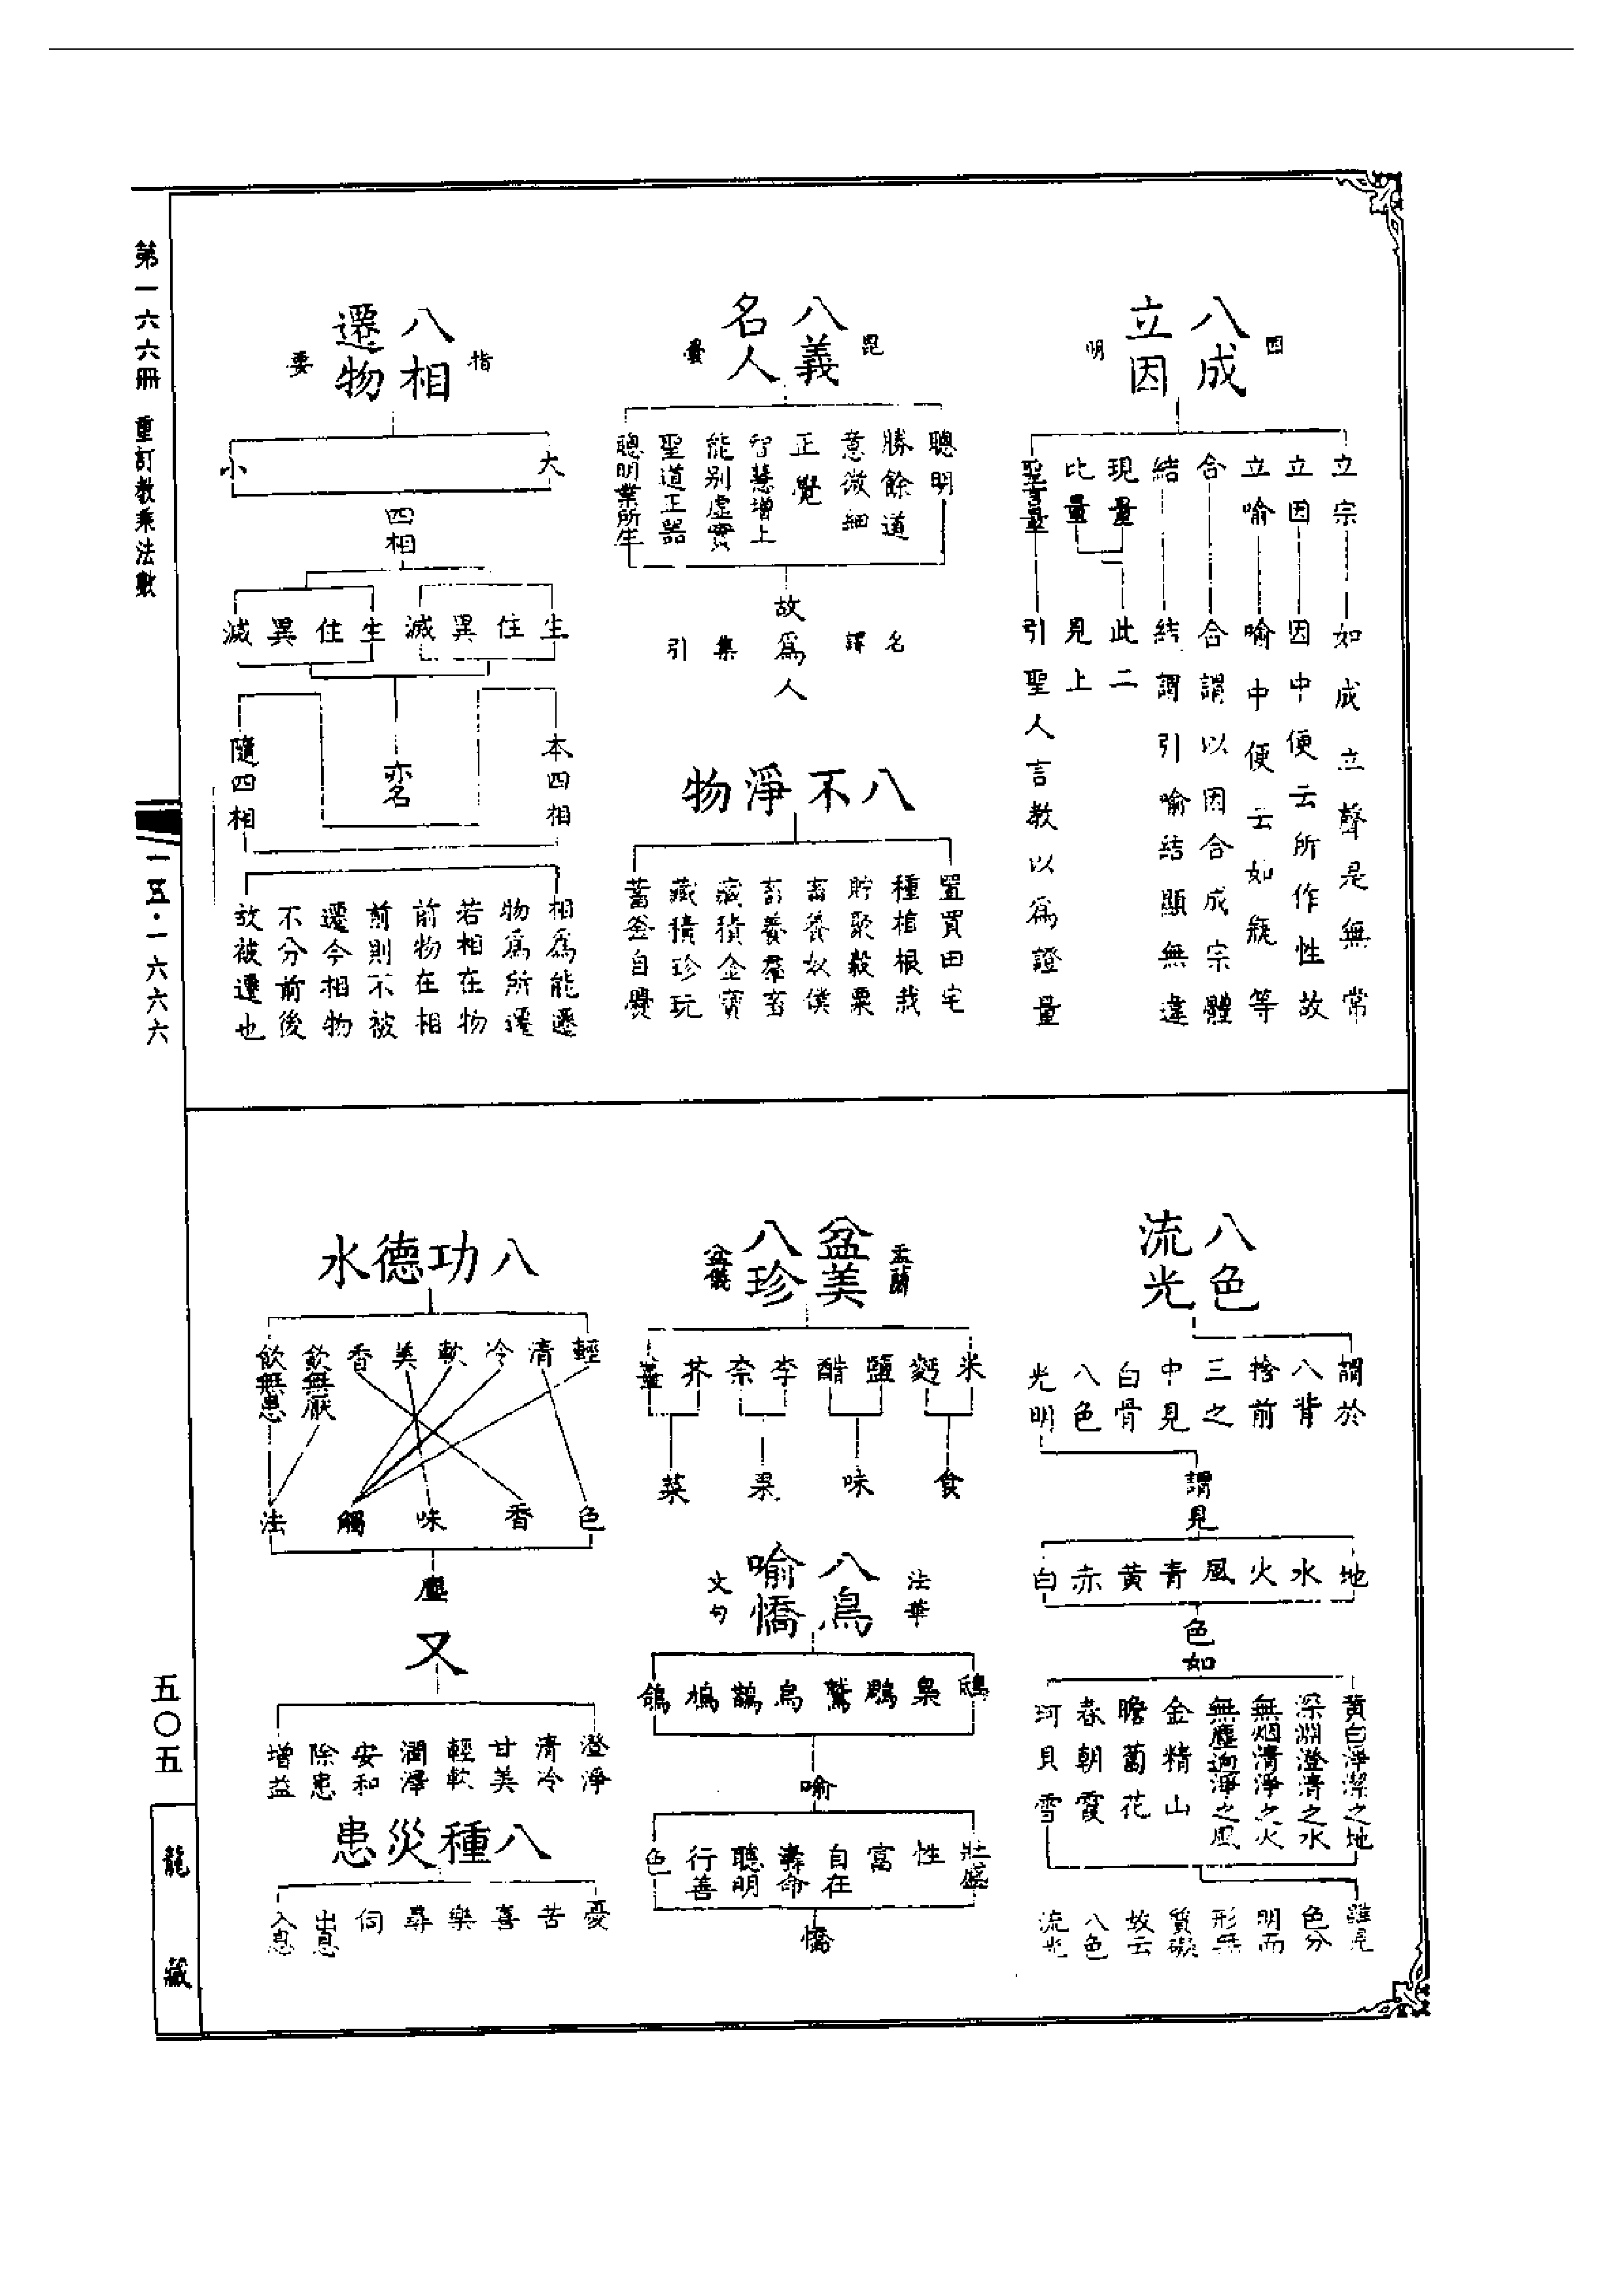 八成
立因
因
明
立宗
立因
立喻
合
結
現量
比量
聖言量
如成立聲是無常
因中便云所作性故
喻中便云如瓶等
合謂以因合成宗體
結謂引喻結顯無違
此二
見上
引聖人言教以為證量
八義
名人
毘
曇
聰明
勝餘道
意微細
正覺
智慧增上
能別虛實
聖道正器
聰明業所生
故為人
名譯
集引
八不淨物
置買田宅
種植根栽
貯聚穀粟
畜養奴僕
畜養羣畜
藏積金寶
藏積珍玩
蓄釜自㸑
八相
遷物
指
要
大
小
四相
生
住
異
滅
生
住
異
滅
本四相
隨四相
相為能遷
物為所遷
若相在物
前物在相
前則不被
遷今相物
不分前後
故被遷也
八色
流光
謂於
八背
捨前
三之
中見
白骨
八色
光明
謂見
地
水
火
風
青
黃
赤
白
色如
黃白淨潔之地
深淵澄清之水
無烟清淨之火
無塵迥淨之風
金精山
瞻蔔花
春朝霞
珂貝雪
雖見
色分
明而
形無
質礙
故云
八色
流光
盆美
八珍
盂蘭
盆儀
米
麫
鹽
酷
李
柰
芥
薑
食
味
果
菜
八鳥
喻憍
法華
文句
鴟
梟
鵰
鷲
烏
鵲
鳩
鴿
喻
壯盛
性
富
自在
壽命
聰明
行善
色
憍
八功德水
輕
清
冷
軟
美
香
飲無厭
飲無患
色
香
味
觸
法
塵
又
澄淨
清冷
甘美
輕軟
潤澤
安和
除患
增益
八種災患
憂
苦
喜
樂
尋
伺
出息
入息
第一六六冊　重訂教乘法數
一五·一六六六
五〇五
龍藏